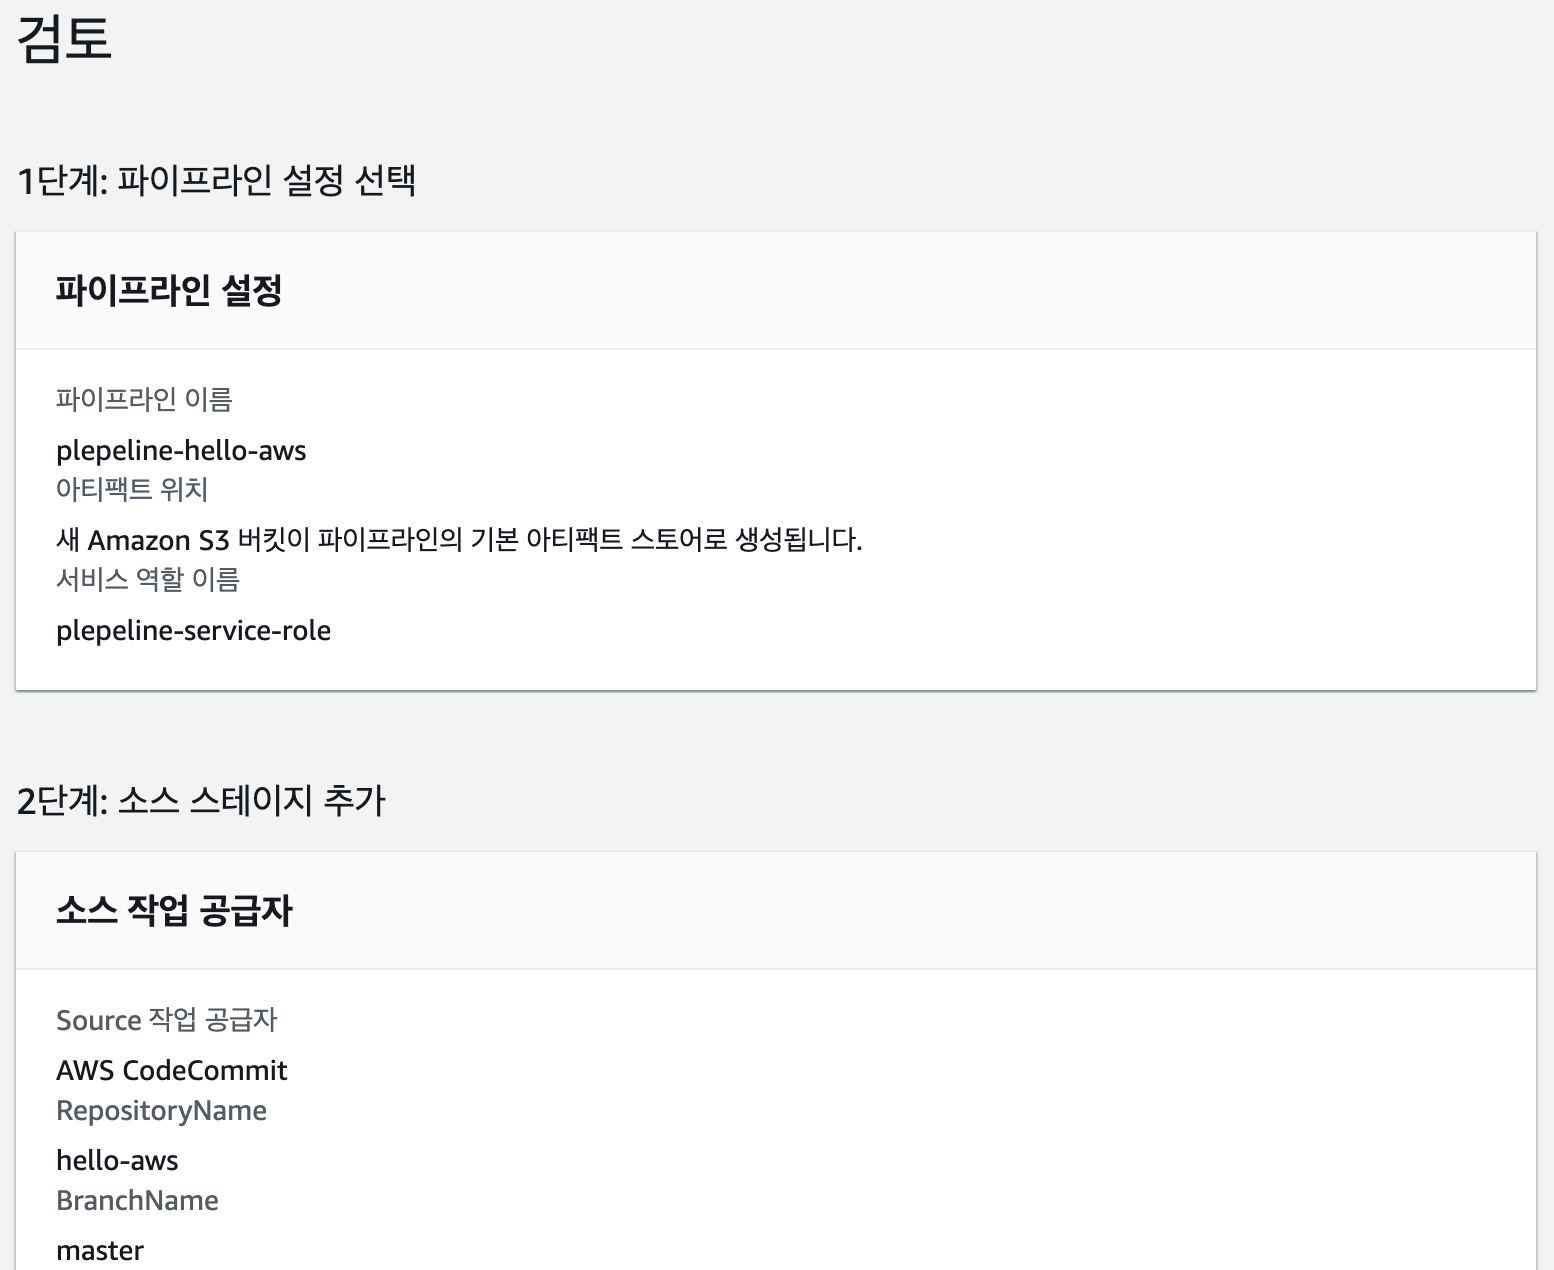 검토
1단계: 파이프라인 설정 선택
파이프라인 설정
파이프라인 이름
plepeline-hello-aws
아티팩트 위치
새 Amazon S3 버킷이 파이프라인의 기본 아티팩트 스토어로 생성됩니다.
서비스 역할 이름
plepeline-service-role
2단계: 소스 스테이지 추가
소스 작업 공급자
Source 작업 공급자
AWS CodeCommit
RepositoryName
hello-aws
BranchName
master